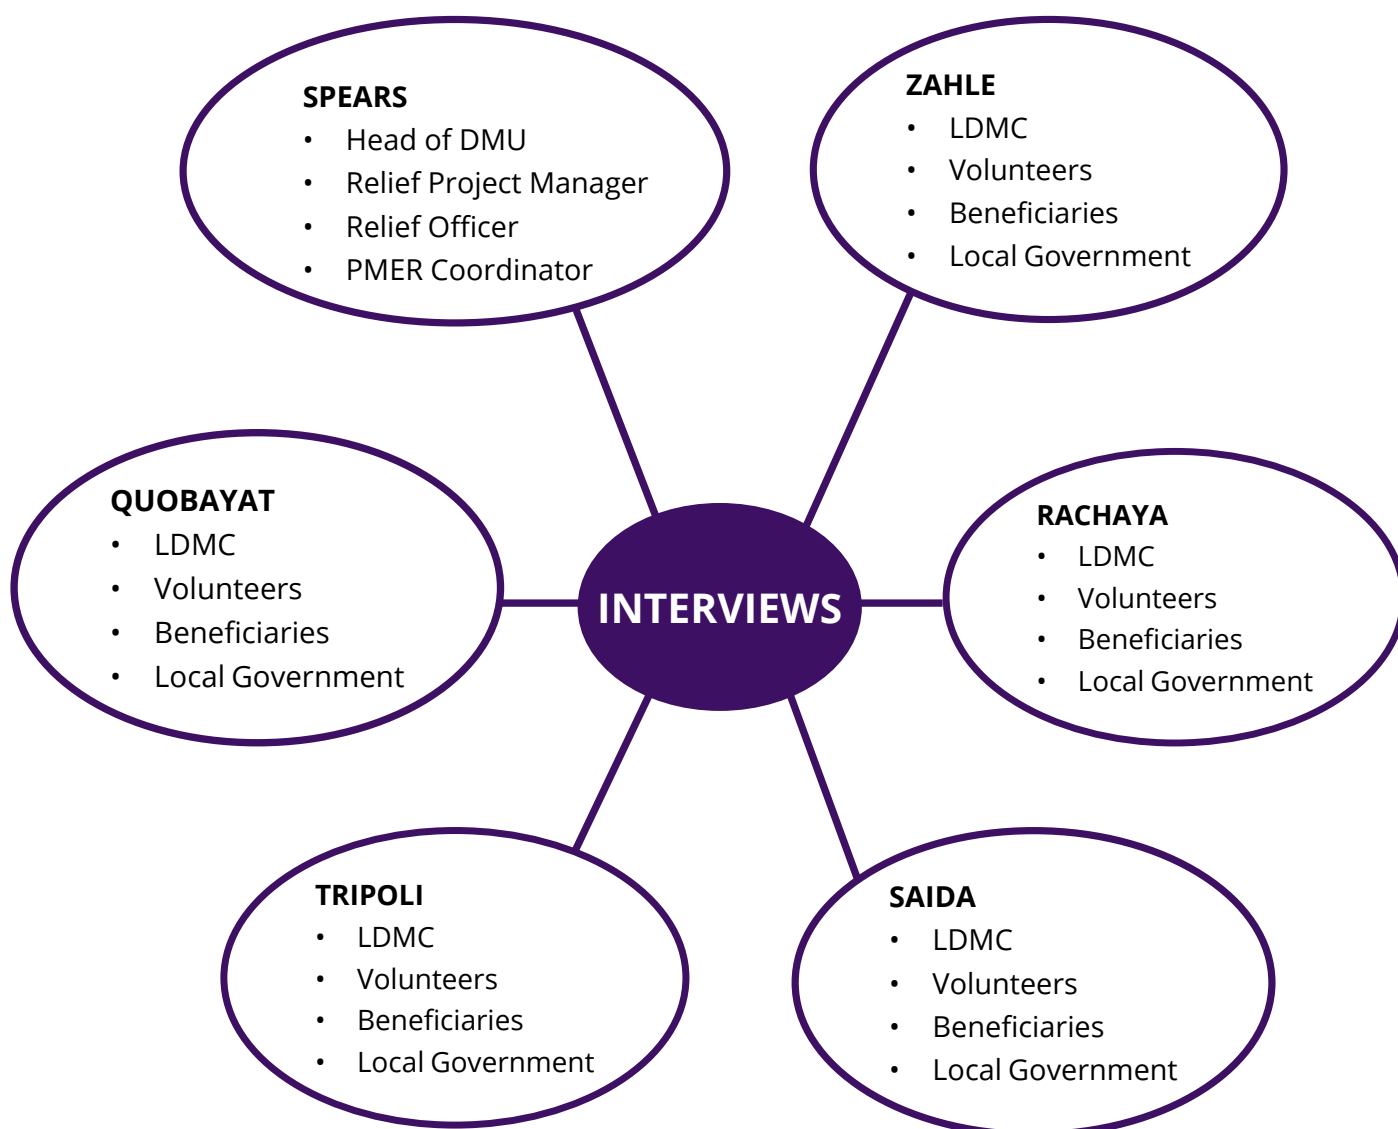 SPEARS
• Head of DMU
• Relief Project Manager
• Relief Officer
• PMER Coordinator
ZAHLE
• LDMC
• Volunteers
• Beneficiaries
• Local Government
QUOBAYAT
• LDMC
• Volunteers
• Beneficiaries
• Local Government
INTERVIEWS
RACHAYA
• LDMC
• Volunteers
• Beneficiaries
• Local Government
TRIPOLI
• LDMC
• Volunteers
• Beneficiaries
• Local Government
SAIDA
• LDMC
• Volunteers
• Beneficiaries
• Local Government